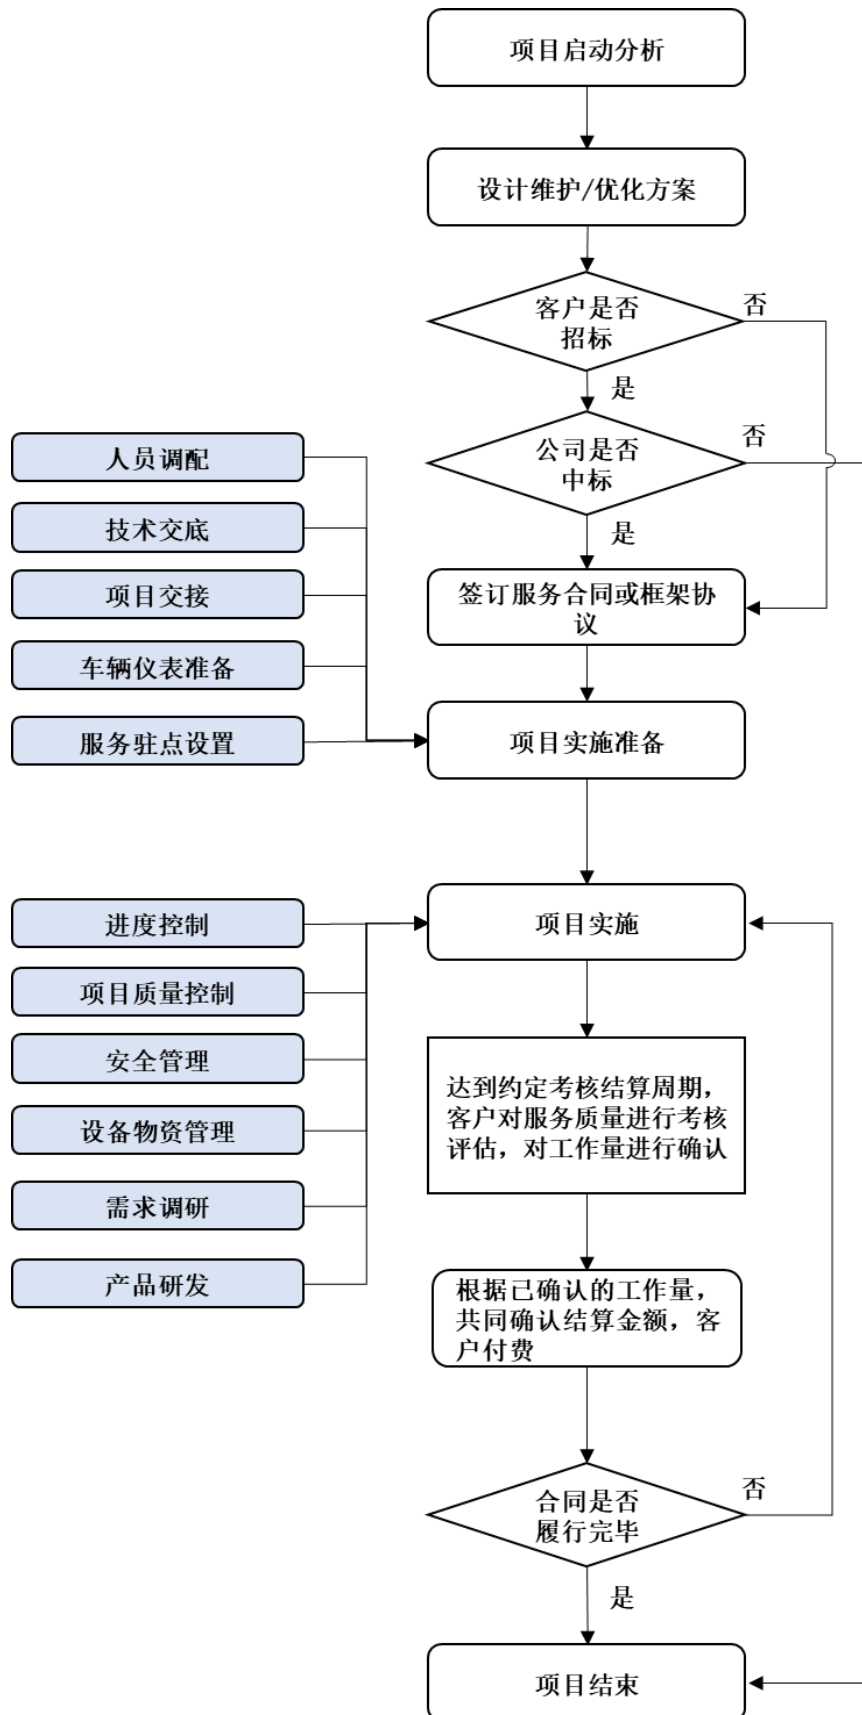 项目启动分析
设计维护/优化方案
客户是否
招标
否
是
公司是否
中标
否
是
签订服务合同或框架协
议
人员调配
技术交底
项目交接
车辆仪表准备
服务驻点设置
项目实施准备
进度控制
项目质量控制
安全管理
设备物资管理
需求调研
产品研发
项目实施
达到约定考核结算周期，
客户对服务质量进行考核
评估，对工作量进行确认
根据已确认的工作量，
共同确认结算金额，客
户付费
合同是否
履行完毕
否
是
项目结束